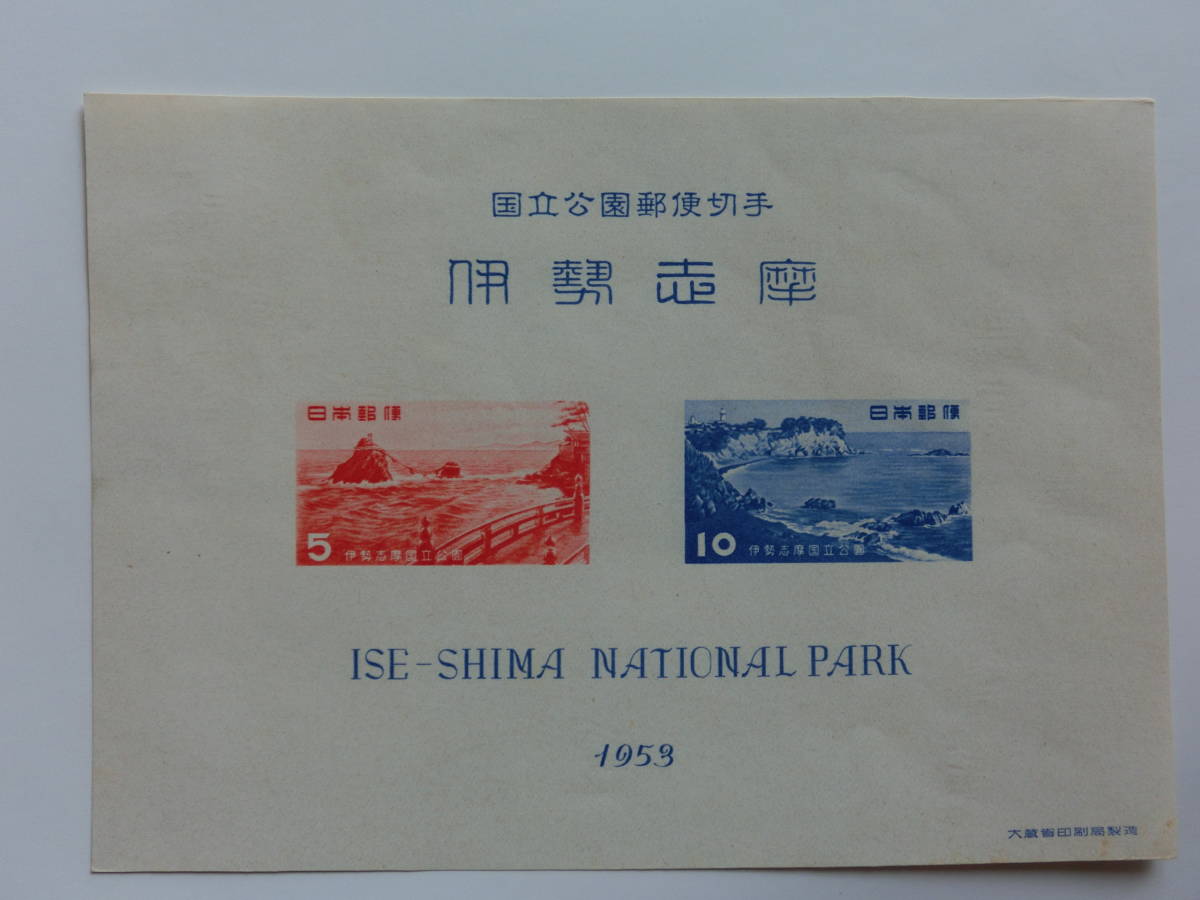 国立公園郵便切手
伊勢志摩
日本郵便
5 伊勢志摩国立公園
日本郵便
10 伊勢志摩国立公園
ISE-SHIMA NATIONAL PARK
1953
大蔵省印刷局製造